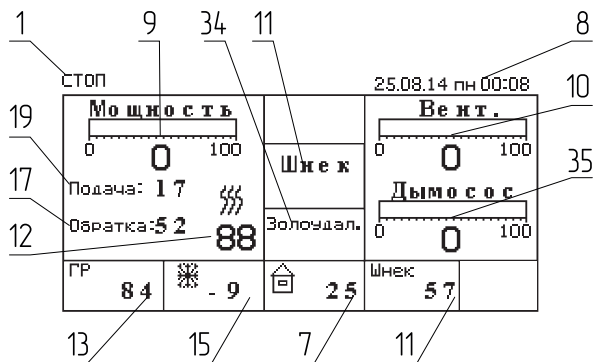 1 9 34 11 8
СТОП 25.08.14 пн 00:08
Мощность Вент. 10
0 100 0 100
0 0
Шнек
19 Подача: 17 Дымосос 35
17 Обратка: 52 Золоудал. 0 100
12 88 0
ГР 84 - 9 25 Шнек 57
13 15 7 11